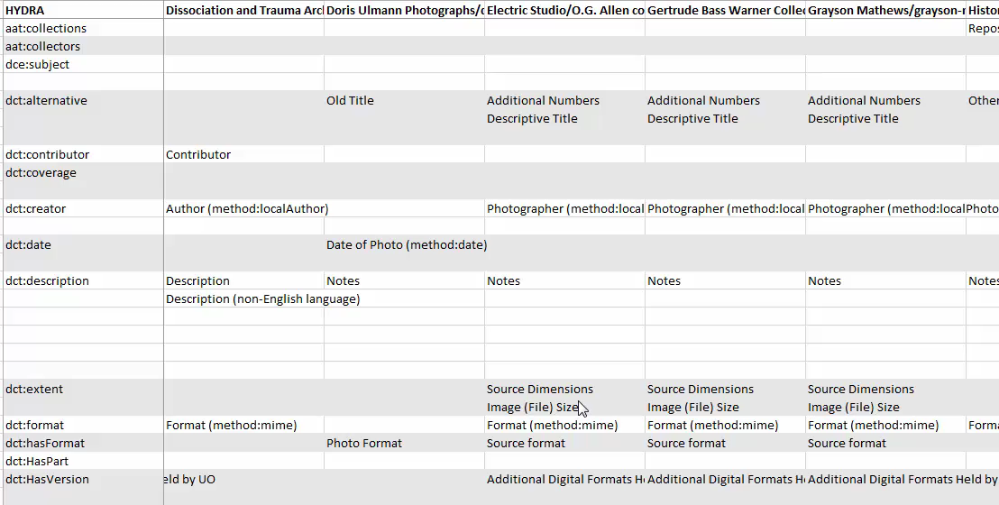 HYDRA Dissociation and Trauma Arc Doris Ulmann Photographs/ Electric Studio/O.G. Allen co Gertrude Bass Warner Collec Grayson Mathews/grayson- Histo
aat:collections Repos
aat:collectors
dce:subject
dct:alternative Old Title Additional Numbers Additional Numbers Additional Numbers Other
Descriptive Title Descriptive Title Descriptive Title
dct:contributor Contributor
dct:coverage
dct:creator Author (method:localAuthor) Photographer (method:local Photographer (method:local Photographer (method:local Photo
dct:date Date of Photo (method:date)
dct:description Description Notes Notes Notes Notes Notes
Description (non-English language)
dct:extent Source Dimensions Source Dimensions Source Dimensions
Image (File) Size Image (File) Size Image (File) Size
dct:format Format (method:mime) Format (method:mime) Format (method:mime) Format (method:mime) Forma
dct:hasFormat Photo Format Source format Source format Source format
dct:HasPart
dct:HasVersion eld by UO Additional Digital Formats He Additional Digital Formats He Additional Digital Formats Held by